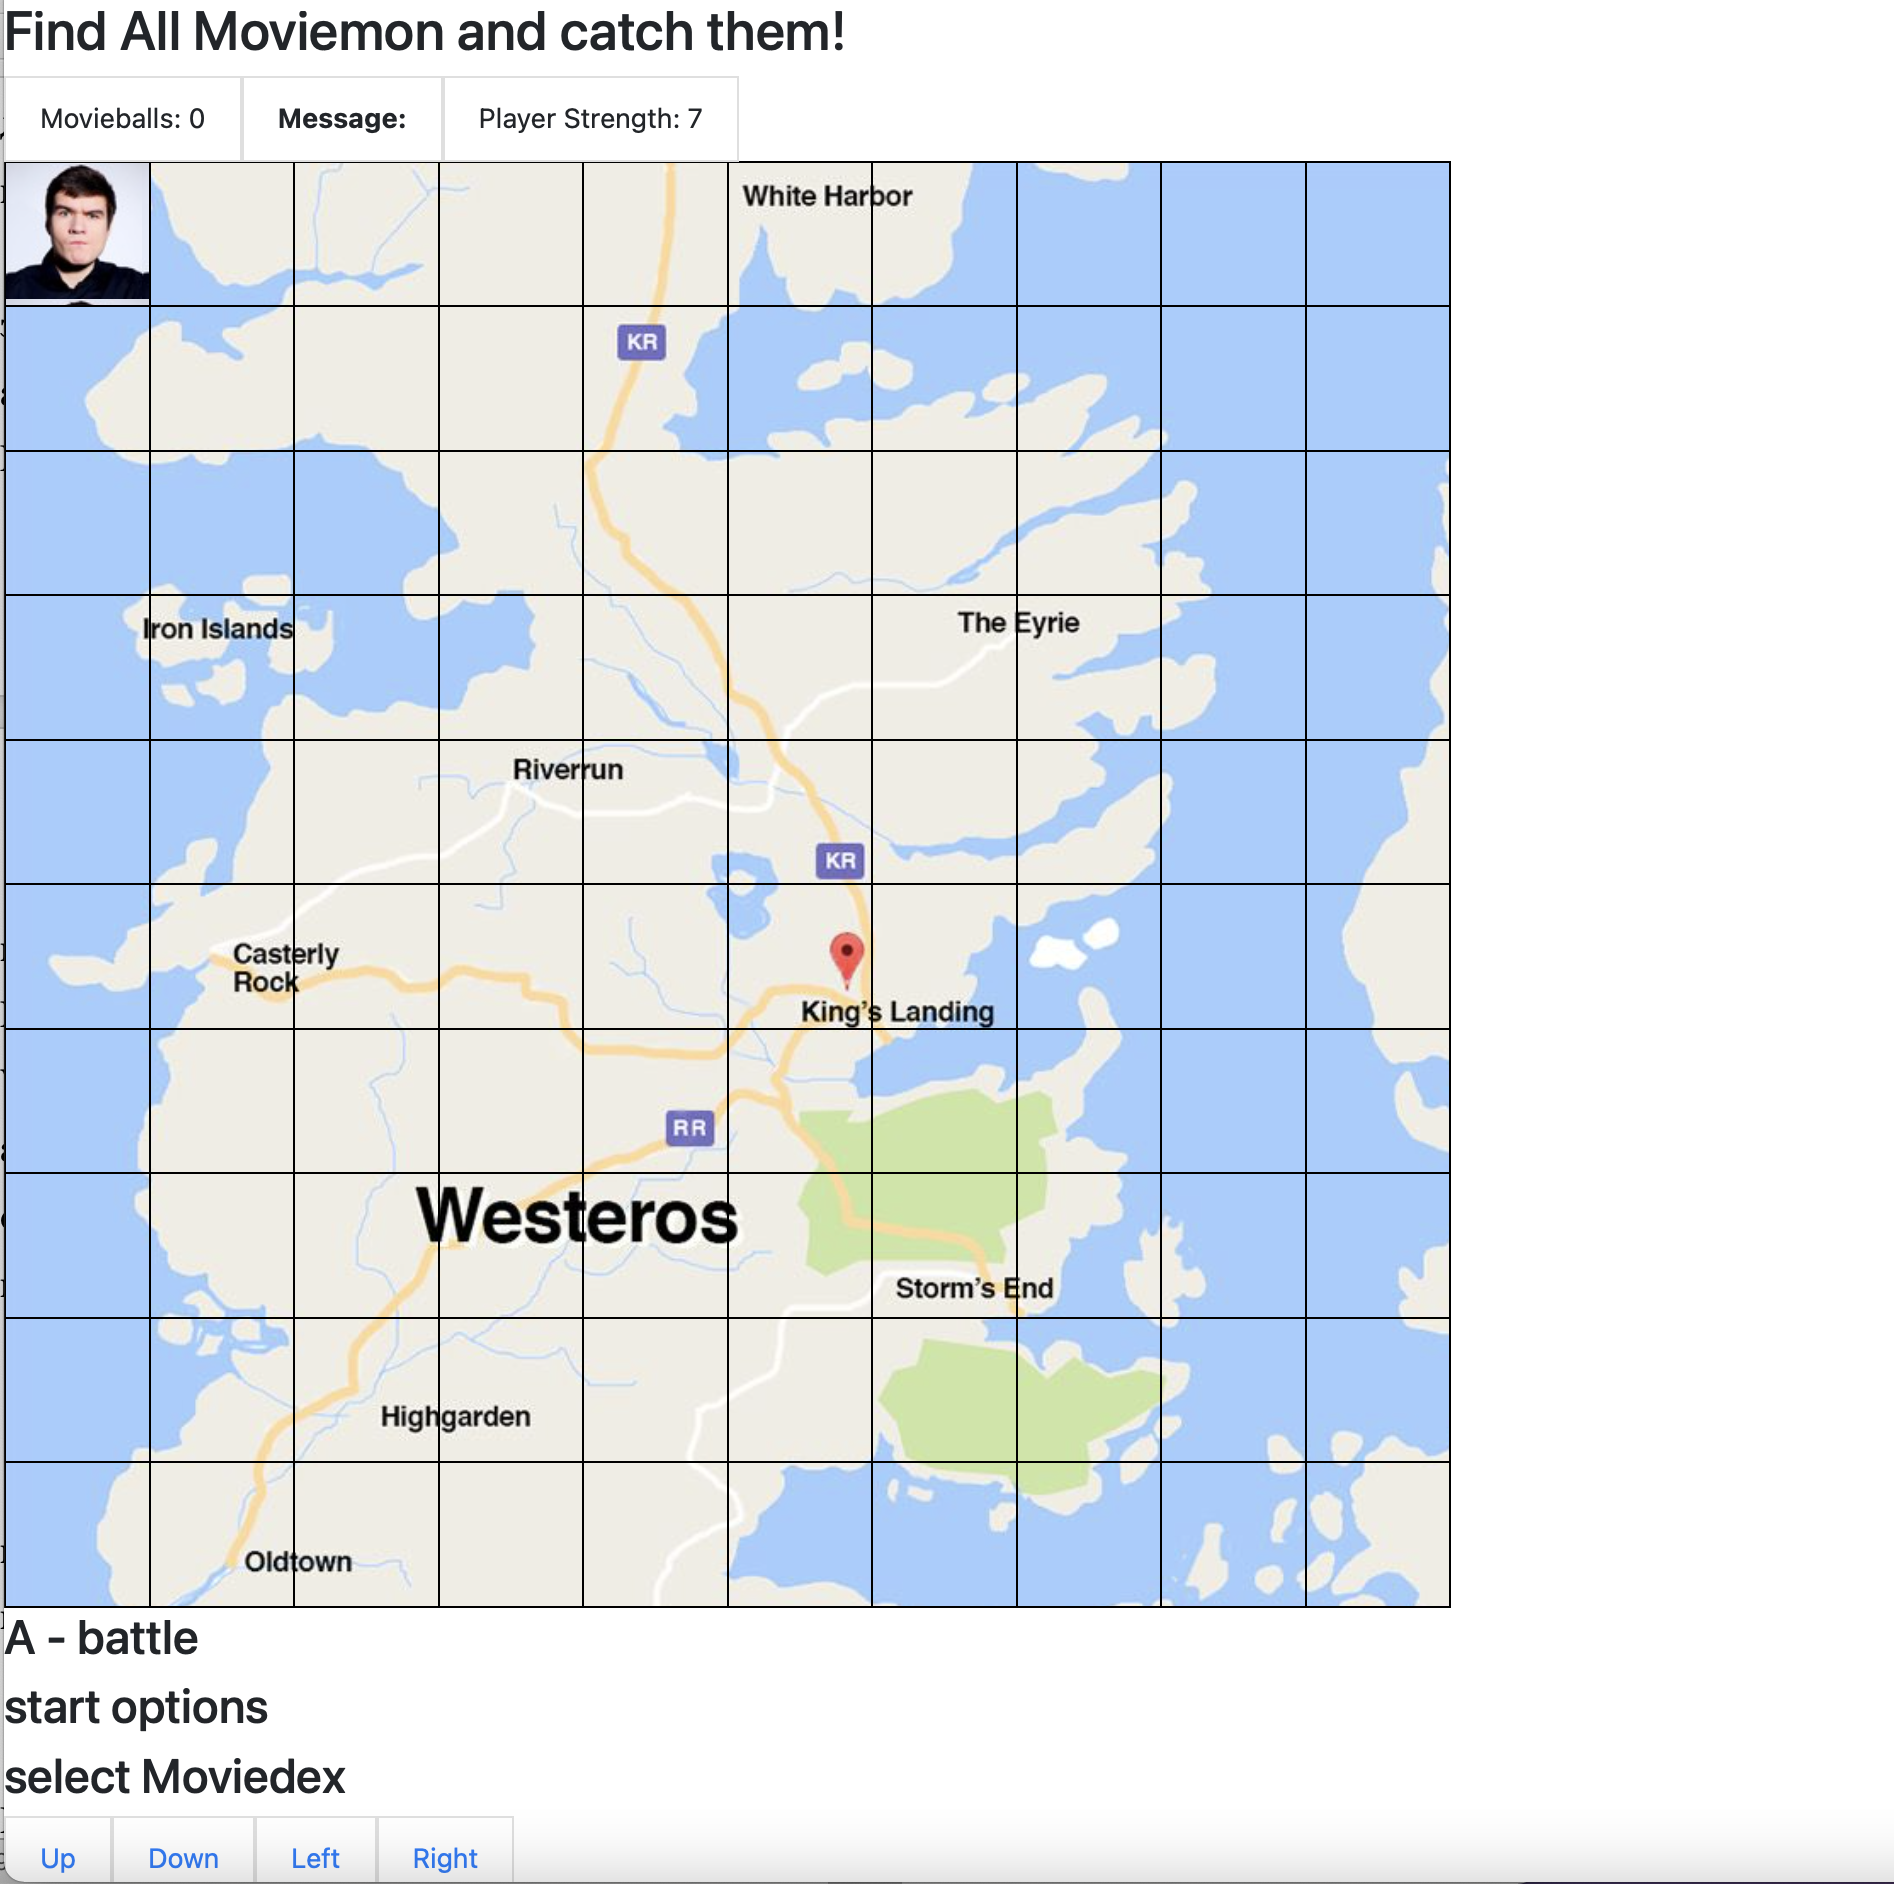 Find All Moviemon and catch them!
Movieballs: 0
Message:
Player Strength: 7
White Harbor
KR
Iron Islands
The Eyrie
Riverrun
KR
Casterly
Rock
King's Landing
RR
Westeros
Storm's End
Highgarden
Oldtown
A - battle
start options
select Moviedex
Up
Down
Left
Right